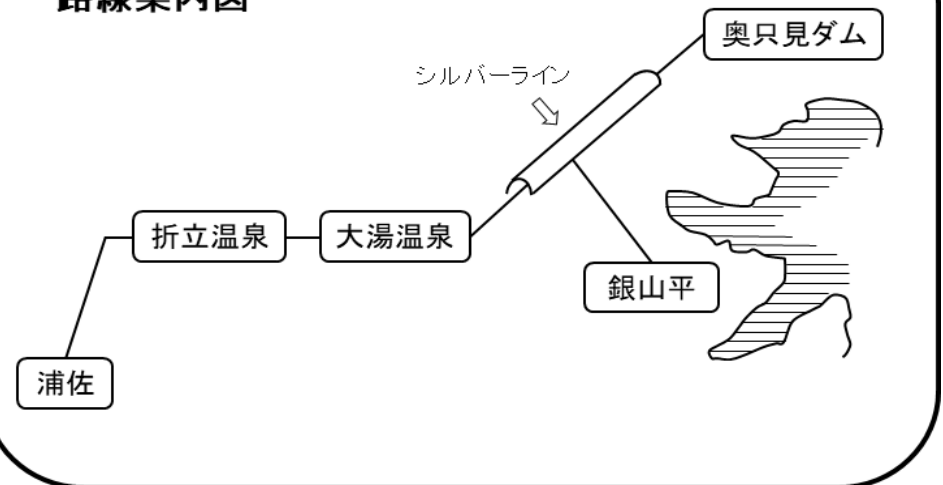 路線案内図
奥只見ダム
シルバーライン
折立温泉
大湯温泉
銀山平
浦佐